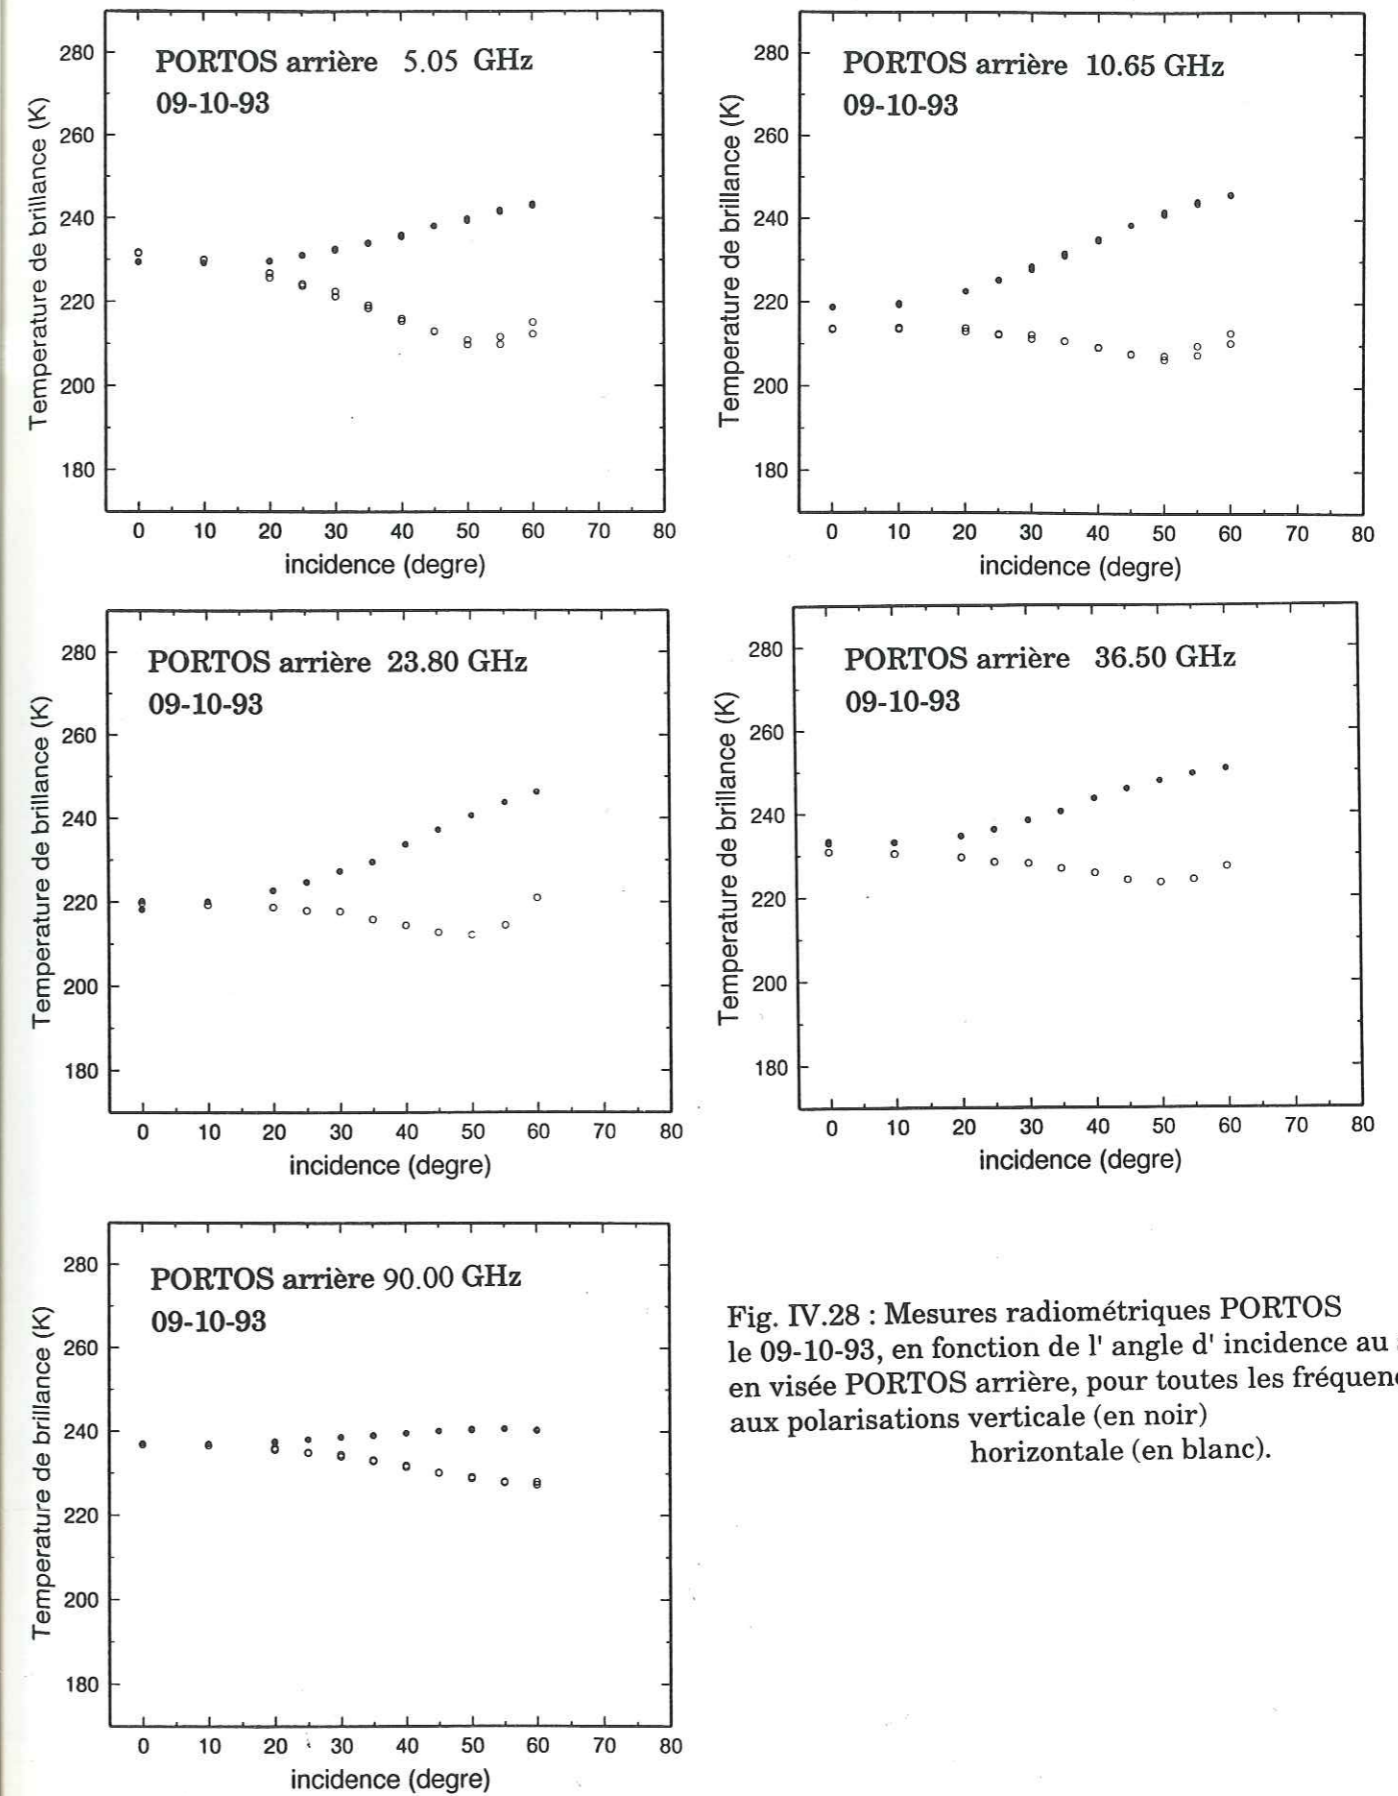 PORTOS arrière 5.05 GHz
09-10-93
Temperature de brillance (K)
280
260
240
220
200
180
0 10 20 30 40 50 60 70 80
incidence (degre)
PORTOS arrière 10.65 GHz
09-10-93
Temperature de brillance (K)
280
260
240
220
200
180
0 10 20 30 40 50 60 70 80
incidence (degre)
PORTOS arrière 23.80 GHz
09-10-93
Temperature de brillance (K)
280
260
240
220
200
180
0 10 20 30 40 50 60 70 80
incidence (degre)
PORTOS arrière 36.50 GHz
09-10-93
Temperature de brillance (K)
280
260
240
220
200
180
0 10 20 30 40 50 60 70 80
incidence (degre)
PORTOS arrière 90.00 GHz
09-10-93
Temperature de brillance (K)
280
260
240
220
200
180
0 10 20 30 40 50 60 70 80
incidence (degre)
Fig. IV.28 : Mesures radiométriques PORTOS
le 09-10-93, en fonction de l' angle d' incidence au
en visée PORTOS arrière, pour toutes les
aux polarisations verticale (en noir)
horizontale (en blanc).